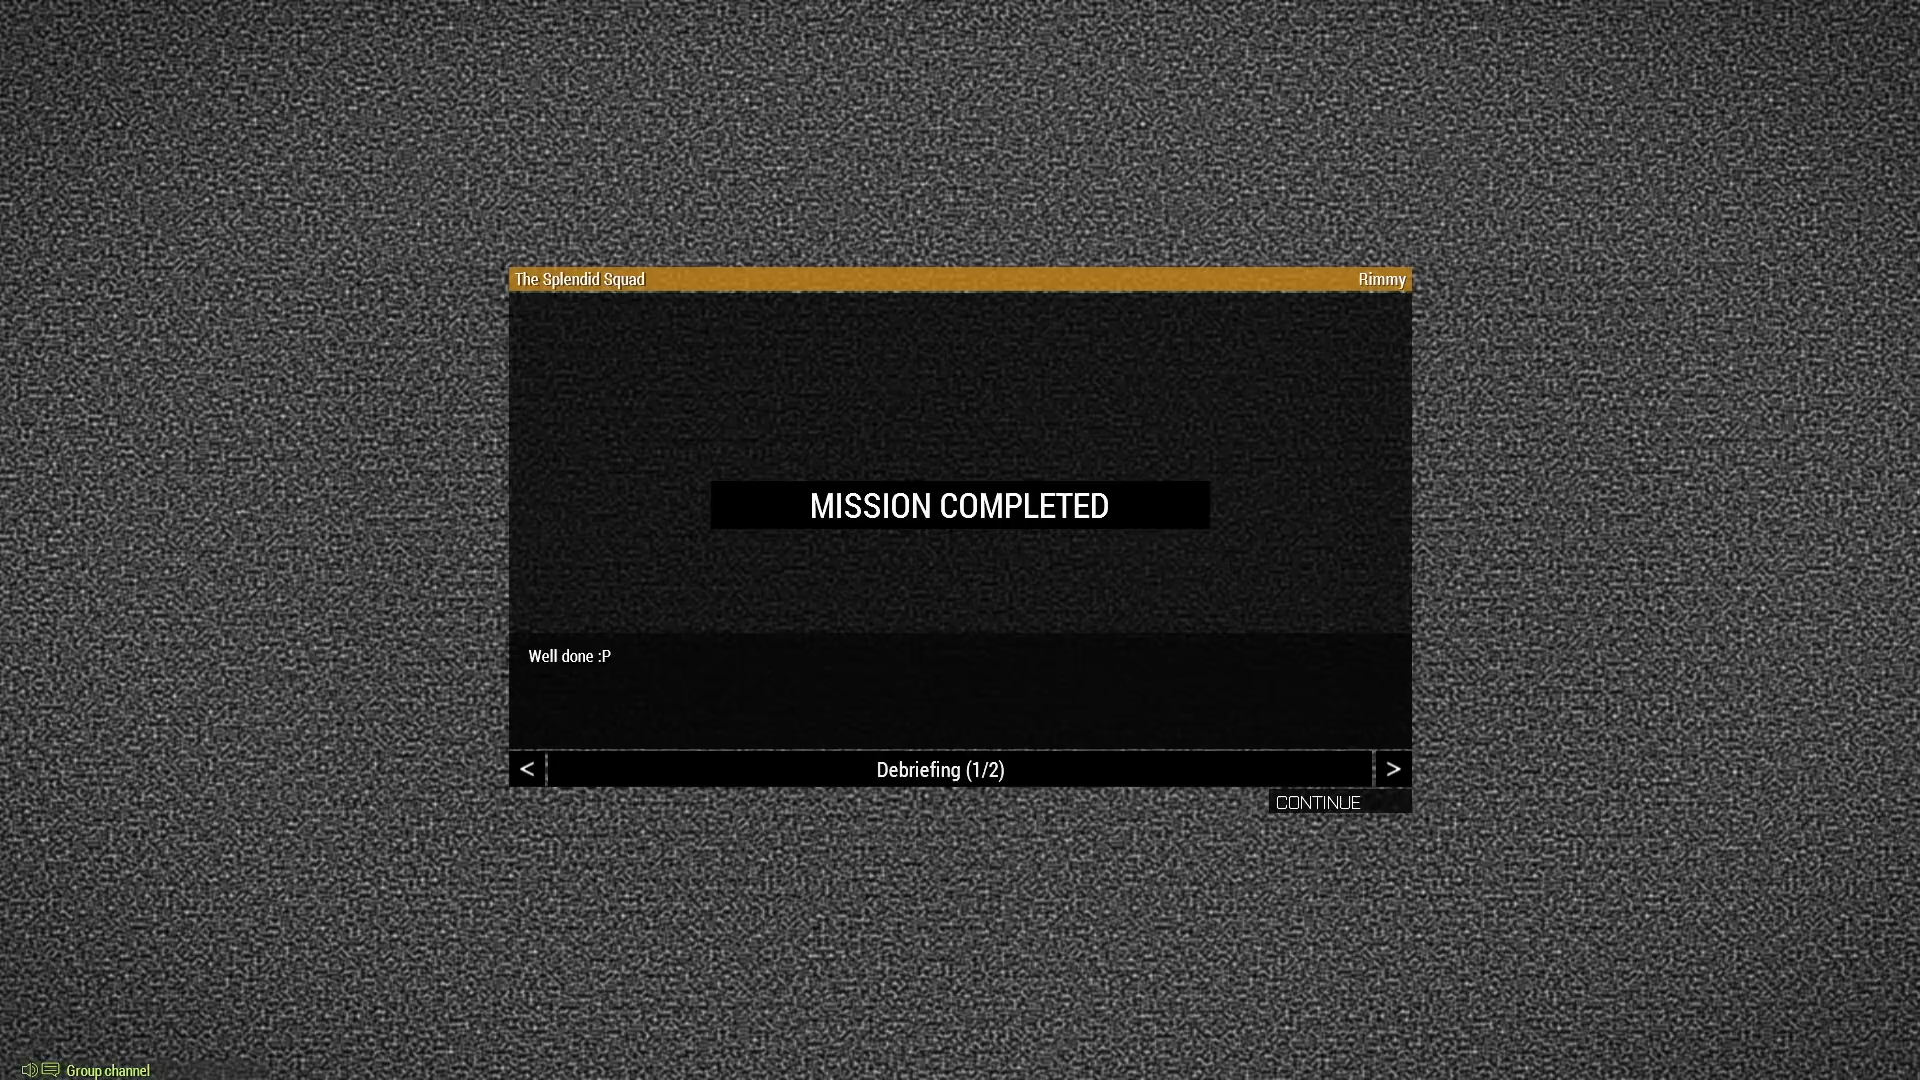 The Splendid Squad Rimmy
MISSION COMPLETED
Well done :P
< Debriefing (1/2) >
CONTINUE
Group channel